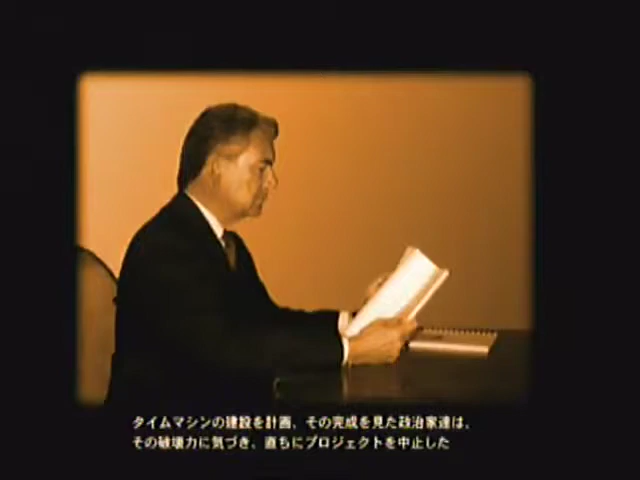 タイムマシンの建設を計画、その完成を見た政治家達は、
その破壊力に気づき、直ちにプロジェクトを中止した